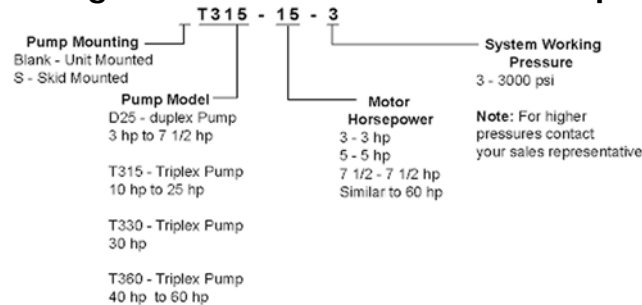 T315 - 15 - 3
Pump Mounting
Blank - Unit Mounted
S - Skid Mounted
Pump Model
D25 - duplex Pump
3 hp to 7 1/2 hp
T315 - Triplex Pump
10 hp to 25 hp
T330 - Triplex Pump
30 hp
T360 - Triplex Pump
40 hp to 60 hp
Motor
Horsepower
3 - 3 hp
5 - 5 hp
7 1/2 - 7 1/2 hp
Similar to 60 hp
System Working
Pressure
3 - 3000 psi
Note: For higher
pressures contact
your sales representative